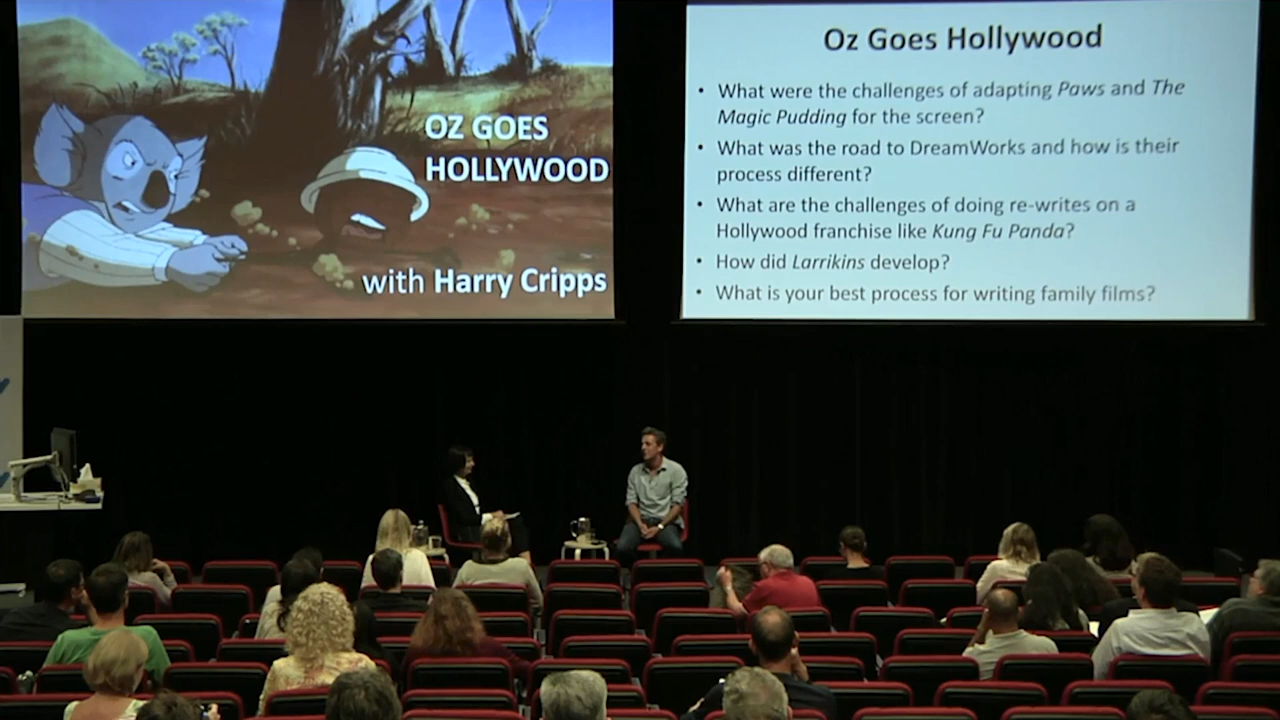 OZ GOES
HOLLYWOOD
with Harry Cripps
Oz Goes Hollywood
• What were the challenges of adapting Paws and The
Magic Pudding for the screen?
• What was the road to DreamWorks and how is their
process different?
• What are the challenges of doing re-writes on a
Hollywood franchise like Kung Fu Panda?
• How did Larrikins develop?
• What is your best process for writing family films?